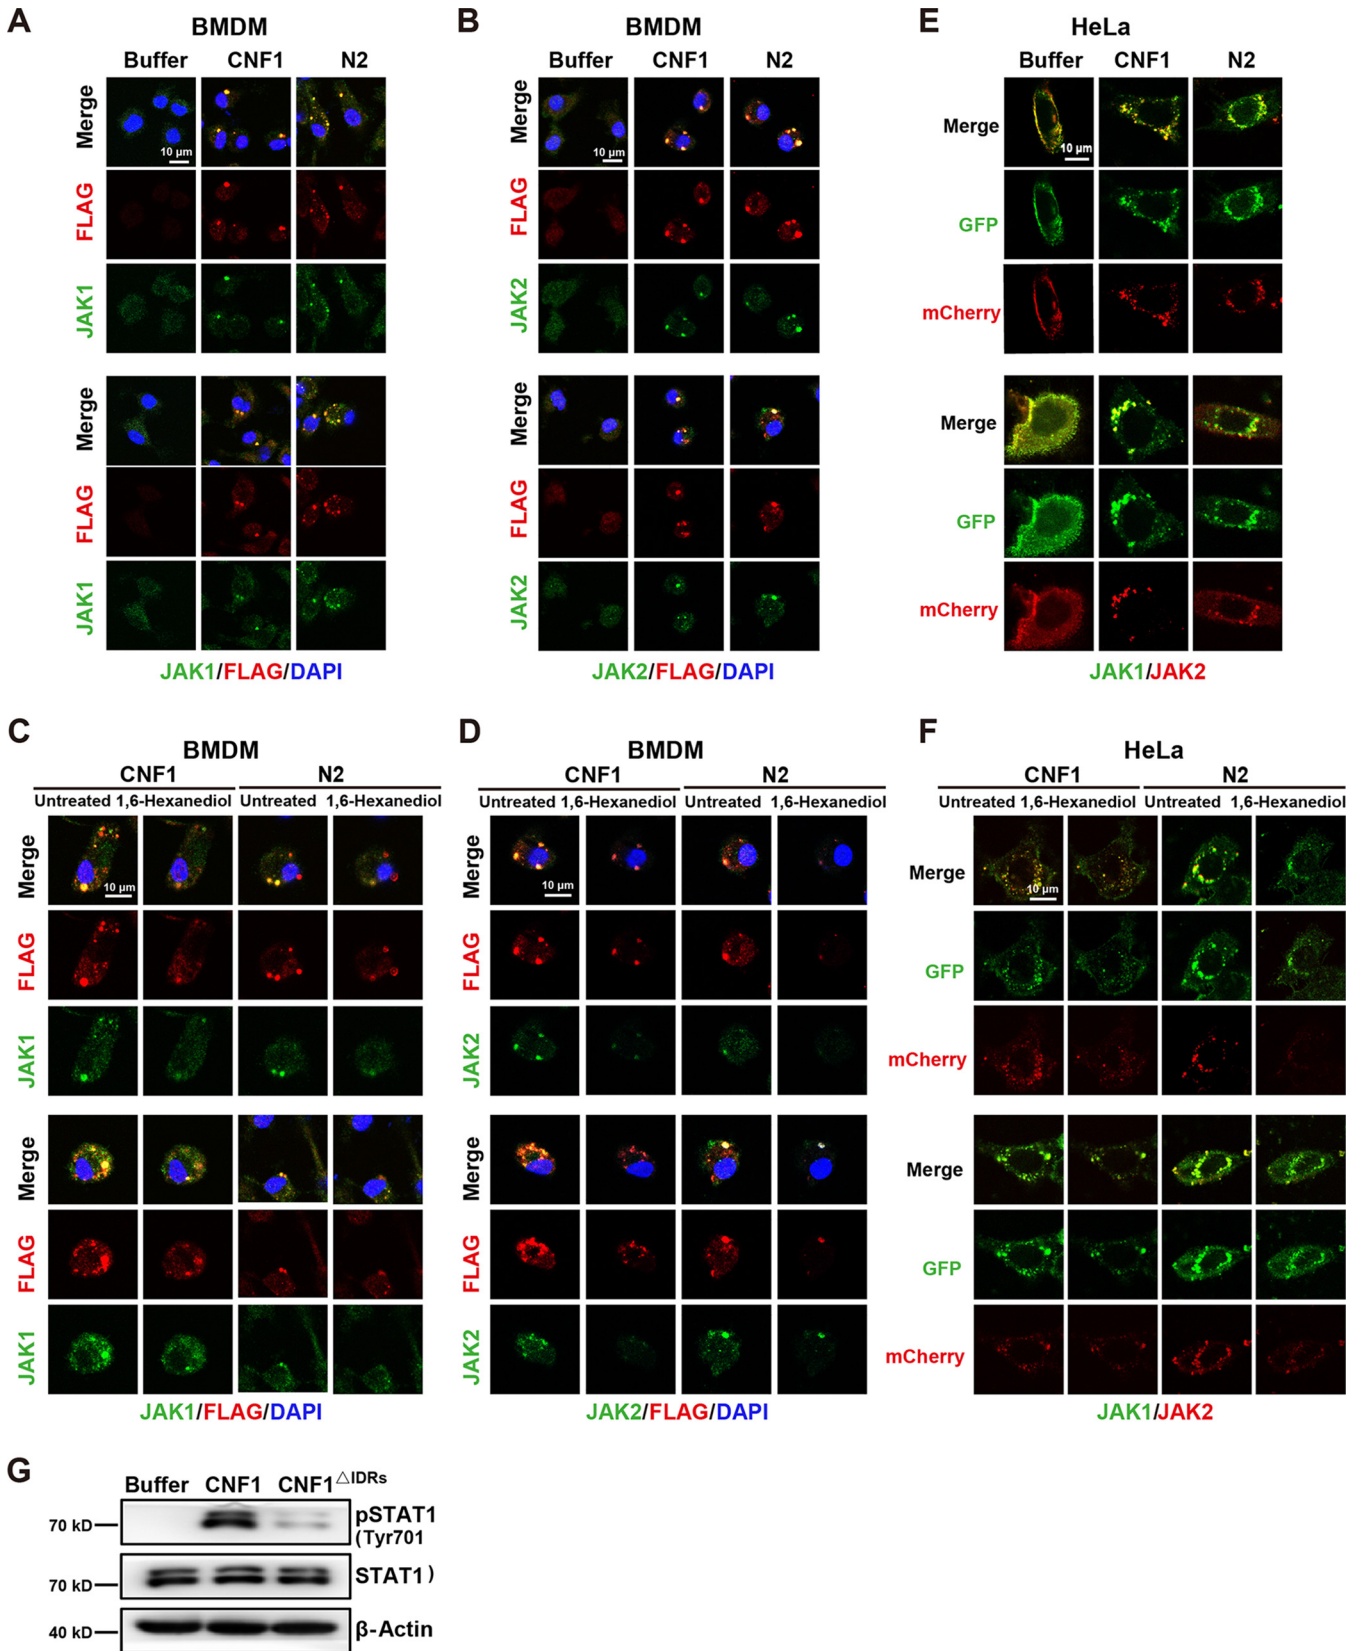 A
BMDM
Buffer CNF1 N2
Merge
10 μm
FLAG
JAK1
Merge
FLAG
JAK1
JAK1/FLAG/DAPI
B
BMDM
Buffer CNF1 N2
Merge
10 μm
FLAG
JAK2
Merge
FLAG
JAK2
JAK2/FLAG/DAPI
E
HeLa
Buffer CNF1 N2
Merge
10 μm
GFP
mCherry
Merge
GFP
mCherry
JAK1/JAK2
C
BMDM
CNF1 N2
Untreated 1,6-Hexanediol Untreated 1,6-Hexanediol
Merge
10 μm
FLAG
JAK1
Merge
FLAG
JAK1
JAK1/FLAG/DAPI
D
BMDM
CNF1 N2
Untreated 1,6-Hexanediol Untreated 1,6-Hexanediol
Merge
10 μm
FLAG
JAK2
Merge
FLAG
JAK2
JAK2/FLAG/DAPI
F
HeLa
CNF1 N2
Untreated 1,6-Hexanediol Untreated 1,6-Hexanediol
Merge
10 μm
GFP
mCherry
Merge
GFP
mCherry
JAK1/JAK2
G
Buffer CNF1 CNF1△IDRs
70 kD pSTAT1
(Tyr701
70 kD STAT1)
40 kD β-Actin